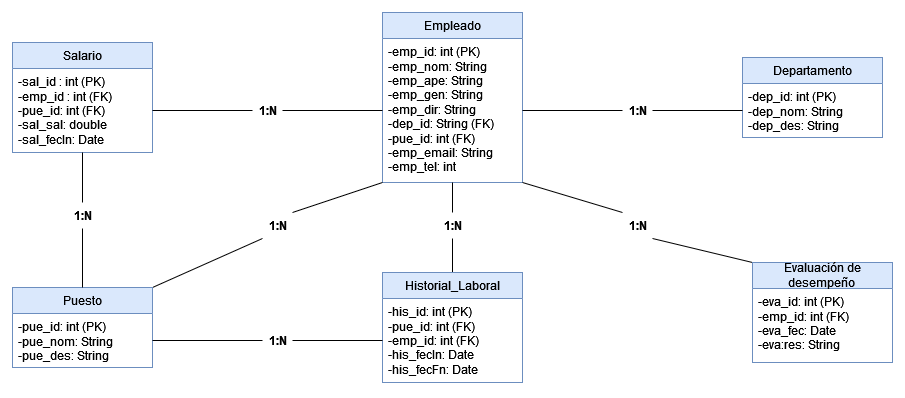 Empleado
-emp_id: int (PK)
-emp_nom: String
-emp_ape: String
-emp_gen: String
-emp_dir: String
-dep_id: String (FK)
-pue_id: int (FK)
-emp_email: String
-emp_tel: int
Salario
-sal_id : int (PK)
-emp_id : int (FK)
-pue_id: int (FK)
-sal_sal: double
-sal_fecIn: Date
1:N
1:N
Departamento
-dep_id: int (PK)
-dep_nom: String
-dep_des: String
1:N
1:N
1:N
1:N
Puesto
-pue_id: int (PK)
-pue_nom: String
-pue_des: String
1:N
Historial_Laboral
-his_id: int (PK)
-pue_id: int (FK)
-emp_id: int (FK)
-his_fecIn: Date
-his_fecFn: Date
Evaluación de
desempeño
-eva_id: int (PK)
-emp_id: int (FK)
-eva_fec: Date
-eva:res: String